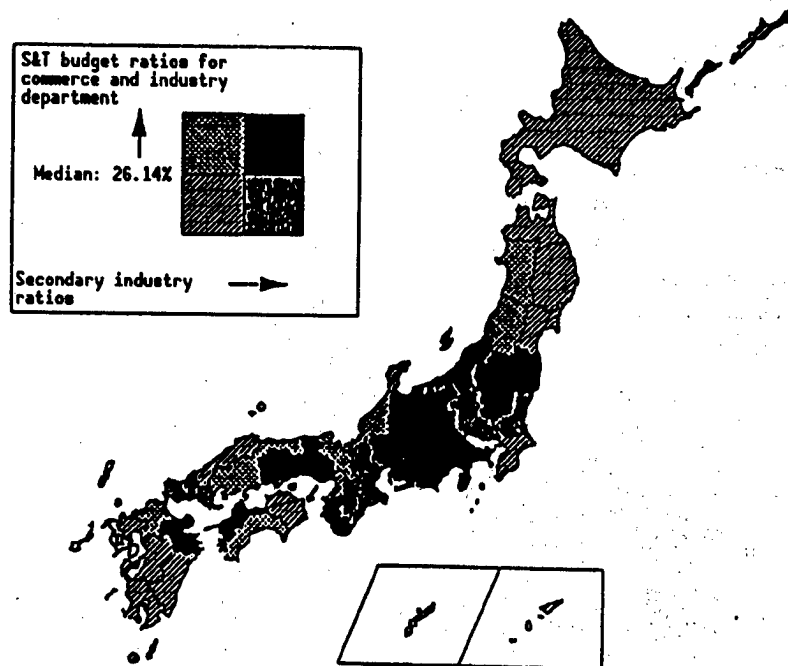 S&T budget ratios for
commerce and industry
department
Median: 26.14%
Secondary industry
ratios